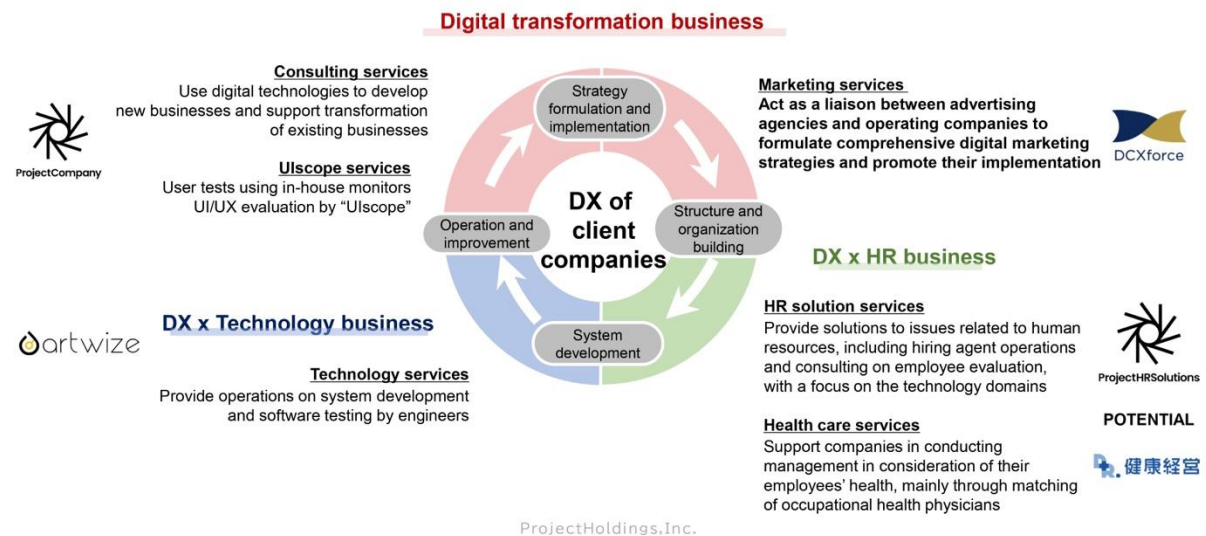 Digital transformation business
Consulting services
Use digital technologies to develop
new businesses and support transformation
of existing businesses
ProjectCompany
UIscope services
User tests using in-house monitors
UI/UX evaluation by “UIscope”
Strategy
formulation and
implementation
Marketing services
Act as a liaison between advertising
agencies and operating companies to
formulate comprehensive digital marketing
strategies and promote their implementation
DCXforce
Operation and
improvement
DX of
client
companies
Structure and
organization
building
System
development
DX x HR business
HR solution services
Provide solutions to issues related to human
resources, including hiring agent operations
and consulting on employee evaluation,
with a focus on the technology domains
ProjectHRSolutions
Health care services
Support companies in conducting
management in consideration of their
employees’ health, mainly through matching
of occupational health physicians
POTENTIAL
DR.健康経営
DX x Technology business
artwize
Technology services
Provide operations on system development
and software testing by engineers
ProjectHoldings,Inc.